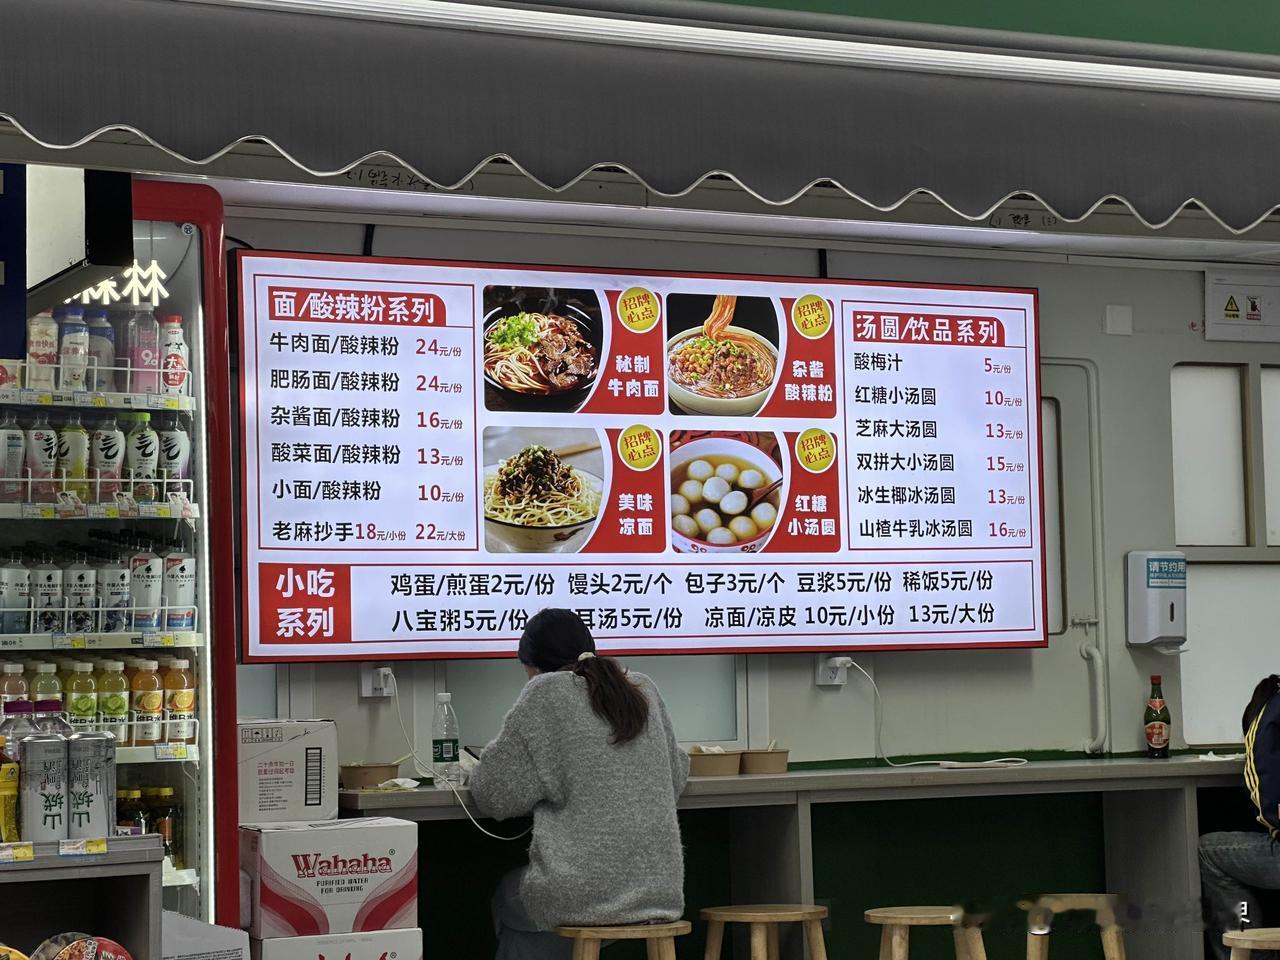 面/酸辣粉系列
牛肉面/酸辣粉 24元/份
肥肠面/酸辣粉 24元/份
杂酱面/酸辣粉 16元/份
酸菜面/酸辣粉 13元/份
小面/酸辣粉 10元/份
老麻抄手18元/小份 22元/大份
招牌必点
秘制
牛肉面
招牌必点
杂酱
酸辣粉
招牌必点
美味
凉面
招牌必点
红糖
小汤圆
汤圆/饮品系列
酸梅汁 5元/份
红糖小汤圆 10元/份
芝麻大汤圆 13元/份
双拼大小汤圆 15元/份
冰生椰冰汤圆 13元/份
山楂牛乳冰汤圆 16元/份
小吃
系列
鸡蛋/煎蛋2元/份 馒头2元/个 包子3元/个 豆浆5元/份 稀饭5元/份
八宝粥5元/份 耳汤5元/份 凉面/凉皮 10元/小份 13元/大份
请节约用
Wahaha®
PURIFIED WATER
FOR DRINKING
Wahaha®
山城